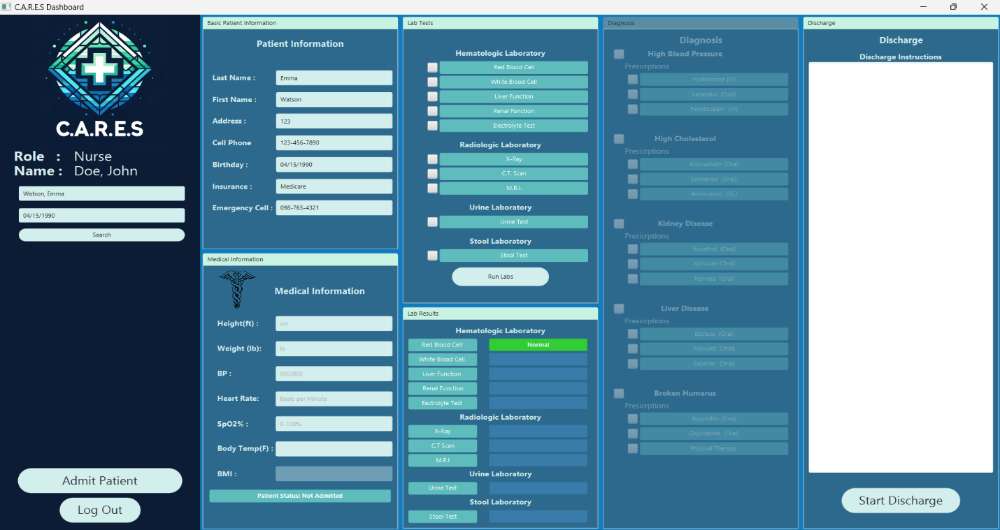 C.A.R.E.S Dashboard
C.A.R.E.S
Role : Nurse
Name : Doe, John
Watson, Emma
04/15/1990
Search
Admit Patient
Log Out
Basic Patient Information
Patient Information
Last Name : Emma
First Name : Watson
Address : 123
Cell Phone 123-456-7890
Birthday : 04/15/1990
Insurance : Medicare
Emergency Cell : 098-765-4321
Medical Information
Medical Information
Height(ft) : cm
Weight (lb): lb
BP : 000/000
Heart Rate: Beats per Minute
SpO2% : 0-100%
Body Temp(F) :
BMI :
Patient Status: Not Admitted
Lab Tests
Hematologic Laboratory
Red Blood Cell
White Blood Cell
Liver Function
Renal Function
Electrolyte Test
Radiologic Laboratory
X-Ray
C.T. Scan
M.R.I.
Urine Laboratory
Urine Test
Stool Laboratory
Stool Test
Run Labs
Lab Results
Hematologic Laboratory
Red Blood Cell Normal
White Blood Cell
Liver Function
Renal Function
Eectrolyte Test
Radiologic Laboratory
X-Ray
C.T Scan
M.R.I
Urine Laboratory
Urine Test
Stool Laboratory
Stool Test
Diagnosis
Diagnosis
High Blood Pressure
Presicrptions
Hydralazine (IV)
Labetalol (Oral)
Fenoldopam (IV)
High Cholesterol
Presicrptions
Atorvastatin (Oral)
Ezetimibe (Oral)
Alirocumab (SC)
Kidney Disease
Presicrptions
Rocaltrol (Oral)
Xphozah (Oral)
Renvela (Oral)
Liver Disease
Presicrptions
Epclusa (Oral)
Mavyret (Oral)
Zepatier (Oral)
Broken Humerus
Presicrptions
Ibuprofen (Oral)
Oxycodone (Oral)
Physical Therapy
Discharge
Discharge
Discharge Instructions
Start Discharge